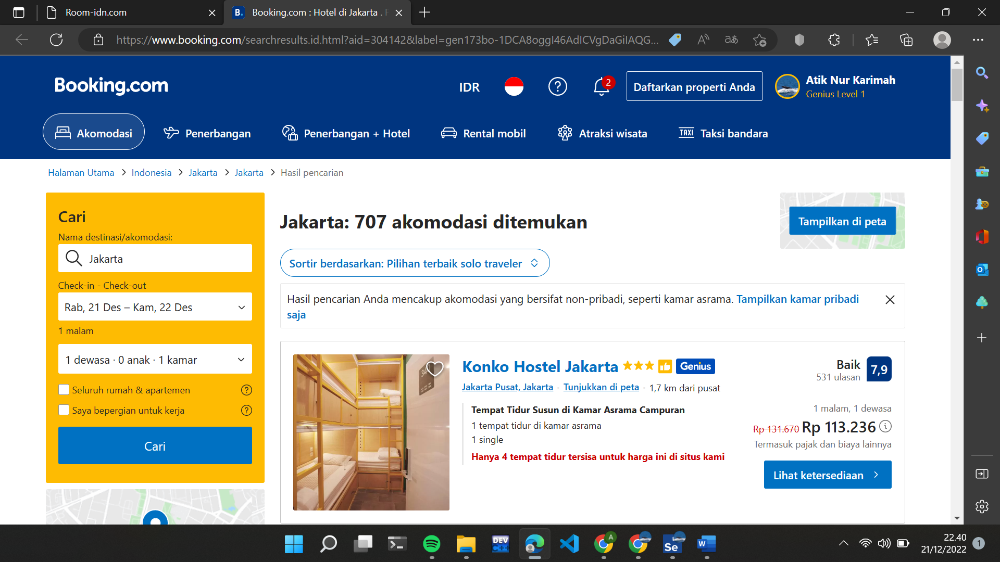 Room-idn.com
Booking.com : Hotel di Jakarta .
https://www.booking.com/searchresults.id.html?aid=304142&label=gen173bo-1DCA8oggI46AdICVgDaGiIAQG...
Booking.com
IDR
2
Daftarkan properti Anda
Atik Nur Karimah
Genius Level 1
Akomodasi
Penerbangan
Penerbangan + Hotel
Rental mobil
Atraksi wisata
TAXI
Taksi bandara
Halaman Utama > Indonesia > Jakarta > Jakarta > Hasil pencarian
Cari
Nama destinasi/akomodasi:
Jakarta
Check-in - Check-out
Rab, 21 Des – Kam, 22 Des
1 malam
1 dewasa · 0 anak · 1 kamar
Seluruh rumah & apartemen
Saya bepergian untuk kerja
Cari
Jakarta: 707 akomodasi ditemukan
Tampilkan di peta
Sortir berdasarkan: Pilihan terbaik solo traveler
Hasil pencarian Anda mencakup akomodasi yang bersifat non-pribadi, seperti kamar asrama. Tampilkan kamar pribadi
saja
Konko Hostel Jakarta
Genius
Jakarta Pusat, Jakarta
Tunjukkan di peta
1,7 km dari pusat
Baik
531 ulasan
7,9
Tempat Tidur Susun di Kamar Asrama Campuran
1 tempat tidur di kamar asrama
1 single
Hanya 4 tempat tidur tersisa untuk harga ini di situs kami
1 malam, 1 dewasa
Rp 131.670 Rp 113.236
Termasuk pajak dan biaya lainnya
Lihat ketersediaan
DEV
C++
A
Se
W
22.40
21/12/2022
1